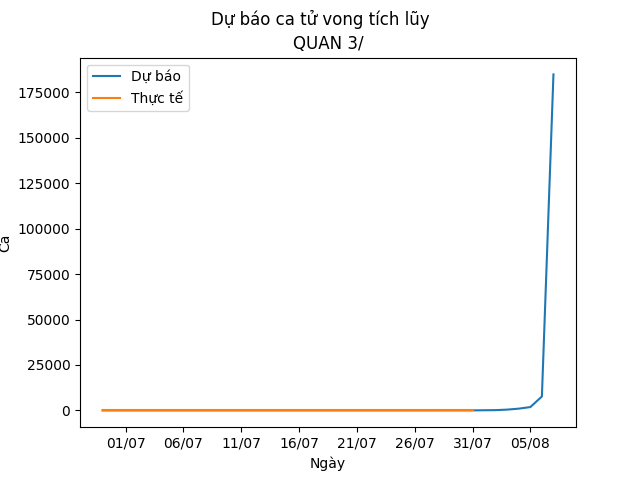 Dự báo ca tử vong tích lũy
QUAN 3/
Dự báo
Thực tế
175000
150000
125000
100000
75000
50000
25000
0
Ca
01/07 06/07 11/07 16/07 21/07 26/07 31/07 05/08
Ngày